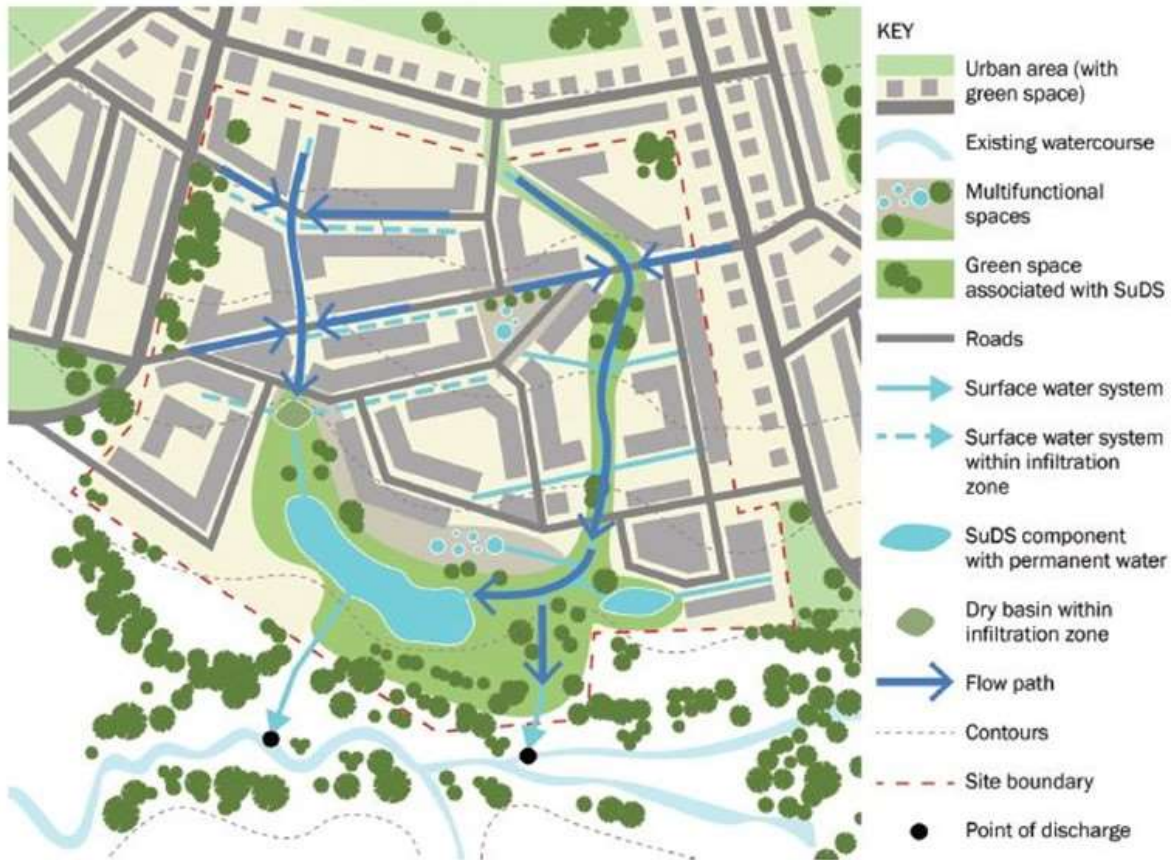 KEY
Urban area (with
green space)
Existing watercourse
Multifunctional
spaces
Green space
associated with SuDS
Roads
Surface water system
Surface water system
within infiltration
zone
SuDS component
with permanent water
Dry basin within
infiltration zone
Flow path
Contours
Site boundary
Point of discharge